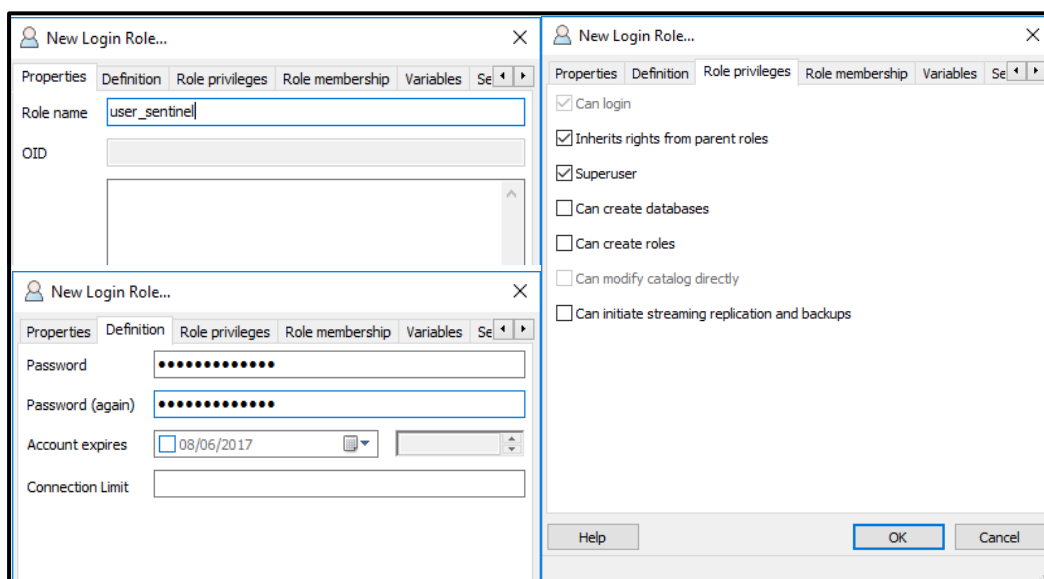 New Login Role...
Properties Definition Role privileges Role membership Variables Se
Role name user_sentinel
OID
New Login Role...
Properties Definition Role privileges Role membership Variables Se
Password •••••••••••••
Password (again) •••••••••••••
Account expires 08/06/2017
Connection Limit
New Login Role...
Properties Definition Role privileges Role membership Variables Se
Can login
Inherits rights from parent roles
Superuser
Can create databases
Can create roles
Can modify catalog directly
Can initiate streaming replication and backups
Help OK Cancel